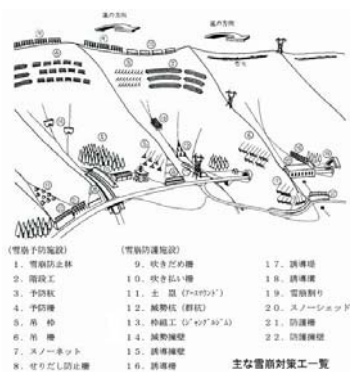 風の方向
風の方向
(雪崩予防施設)
1. 雪崩防止林
2. 階段工
3. 予防杭
4. 予防柵
5. 吊枠
6. 吊柵
7. スノーネット
8. せりだし防止柵
(雪崩防護施設)
9. 吹きだめ柵
10. 吹き払い柵
11. 土塁 (アースマウンド)
12. 減勢杭 (群杭)
13. 枠組工 (ジャングルジム)
14. 減勢擁壁
15. 誘導擁壁
16. 誘導柵
17. 誘導堤
18. 誘導溝
19. 雪崩割り
20. スノーシェッド
21. 防護柵
22. 防護擁壁
主な雪崩対策工一覧